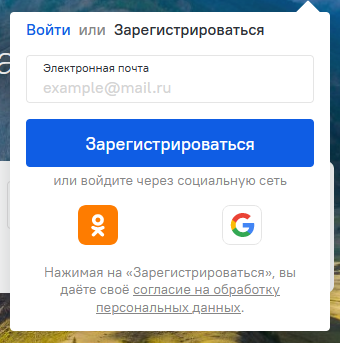 Войти или Зарегистрироваться
Электронная почта
example@mail.ru
Зарегистрироваться
или войдите через социальную сеть
Нажимая на «Зарегистрироваться», вы
даёте своё согласие на обработку
персональных данных.